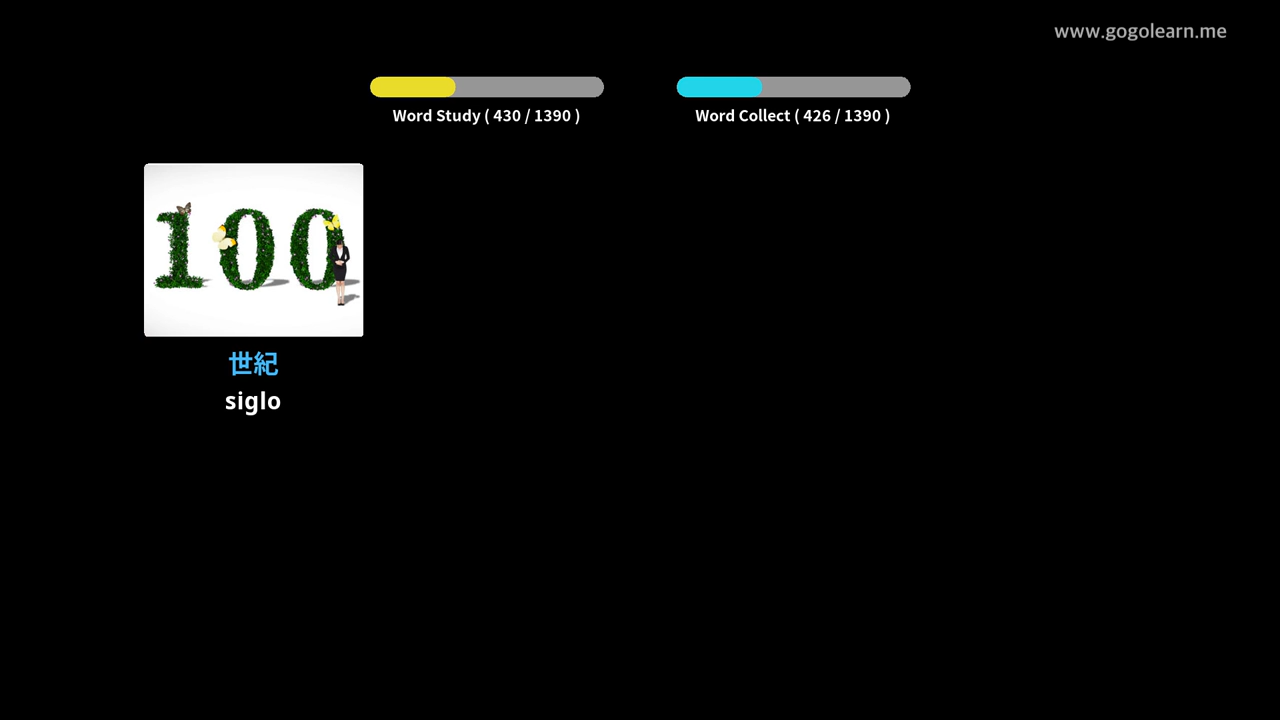 www.gogolearn.me
Word Study ( 430 / 1390 )
Word Collect ( 426 / 1390 )
100
世紀
siglo